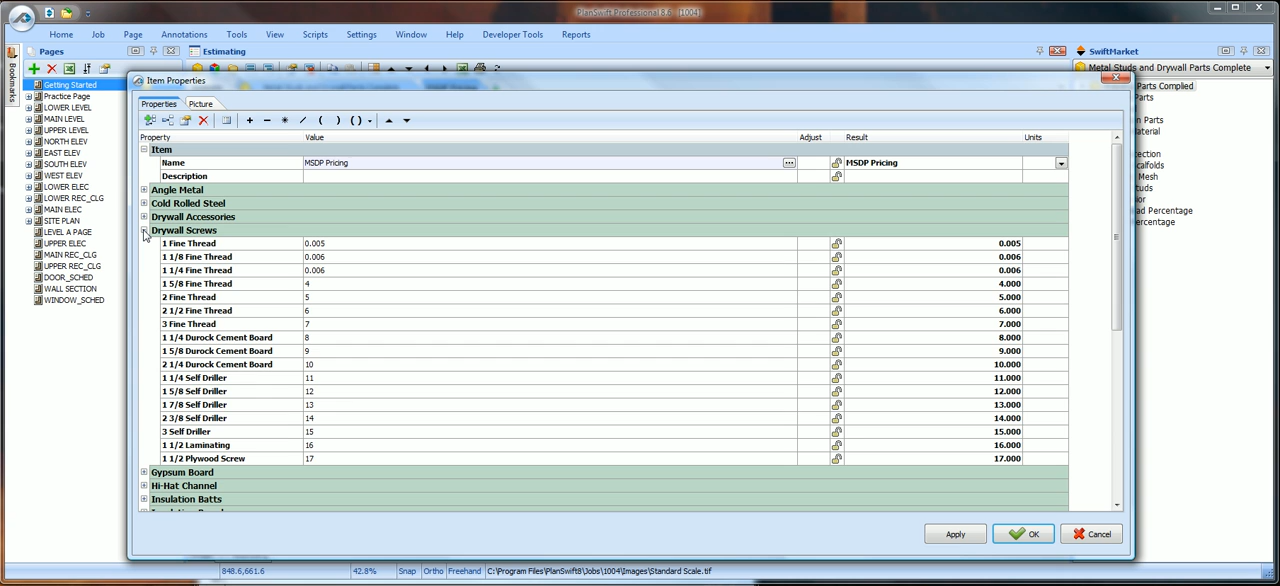 PlanSwift Professional 8.6 - [1004]
Home Job Page Annotations Tools View Scripts Settings Window Help Developer Tools Reports
Pages
Estimating
SwiftMarket
Bookmarks
Metal Studs and Drywall Parts Complete
Getting Started
Practice Page
LOWER LEVEL
MAIN LEVEL
UPPER LEVEL
NORTH ELEV
EAST ELEV
SOUTH ELEV
WEST ELEV
LOWER ELEC
LOWER REC_CLG
MAIN ELEC
SITE PLAN
LEVEL A PAGE
UPPER ELEC
MAIN REC_CLG
UPPER REC_CLG
DOOR_SCHED
WALL SECTION
WINDOW_SCHED
Item Properties
Properties Picture
+ - * / ( ) ()
Property Value Adjust Result Units
Item
Name MSDP Pricing MSDP Pricing
Description
Angle Metal
Cold Rolled Steel
Drywall Accessories
Drywall Screws
1 Fine Thread 0.005 0.005
1 1/8 Fine Thread 0.006 0.006
1 1/4 Fine Thread 0.006 0.006
1 5/8 Fine Thread 4 4.000
2 Fine Thread 5 5.000
2 1/2 Fine Thread 6 6.000
3 Fine Thread 7 7.000
1 1/4 Durock Cement Board 8 8.000
1 5/8 Durock Cement Board 9 9.000
2 1/4 Durock Cement Board 10 10.000
1 1/4 Self Driller 11 11.000
1 5/8 Self Driller 12 12.000
1 7/8 Self Driller 13 13.000
2 3/8 Self Driller 14 14.000
3 Self Driller 15 15.000
1 1/2 Laminating 16 16.000
1 1/2 Plywood Screw 17 17.000
Gypsum Board
Hi-Hat Channel
Insulation Batts
Apply OK Cancel
Parts Complied
Parts
n Parts
aterial
ection
caffolds
Mesh
tuds
ior
ad Percentage
ercentage
848.6,661.6 42.8% Snap Ortho Freehand C:\Program Files\PlanSwift8\Jobs\1004\Images\Standard Scale.tif